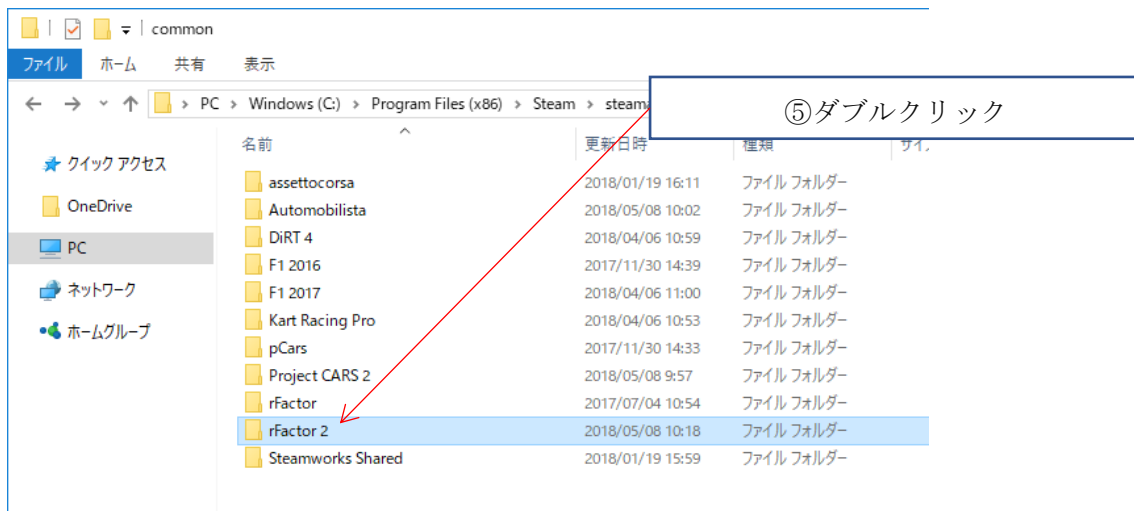 common
ファイル ホーム 共有 表示
PC > Windows (C:) > Program Files (x86) > Steam >
⑤ダブルクリック
名前 更新日時 種類
クイック アクセス
OneDrive
PC
ネットワーク
ホームグループ
assettocorsa 2018/01/19 16:11 ファイル フォルダー
Automobilista 2018/05/08 10:02 ファイル フォルダー
DiRT 4 2018/04/06 10:59 ファイル フォルダー
F1 2016 2017/11/30 14:39 ファイル フォルダー
F1 2017 2018/04/06 11:00 ファイル フォルダー
Kart Racing Pro 2018/04/06 10:53 ファイル フォルダー
pCars 2017/11/30 14:33 ファイル フォルダー
Project CARS 2 2018/05/08 9:57 ファイル フォルダー
rFactor 2017/07/04 10:54 ファイル フォルダー
rFactor 2 2018/05/08 10:18 ファイル フォルダー
Steamworks Shared 2018/01/19 15:59 ファイル フォルダー